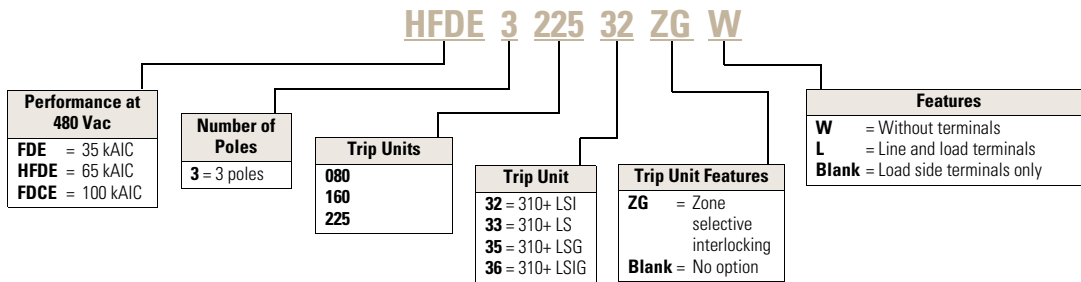 HFDE 3 225 32 ZG W
Performance at
480 Vac
FDE = 35 kAIC
HFDE = 65 kAIC
FDCE = 100 kAIC
Number of
Poles
3 = 3 poles
Trip Units
080
160
225
Trip Unit
32 = 310+ LSI
33 = 310+ LS
35 = 310+ LSG
36 = 310+ LSIG
Trip Unit Features
ZG = Zone
selective
interlocking
Blank = No option
Features
W = Without terminals
L = Line and load terminals
Blank = Load side terminals only